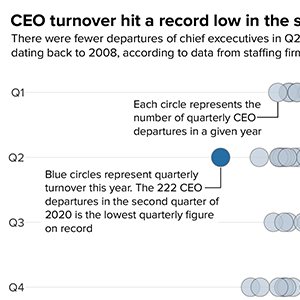 CEO turnover hit a record low in the s
There were fewer departures of chief excecutives in Q2
dating back to 2008, according to data from staffing firm
Q1
Each circle represents the
number of quarterly CEO
departures in a given year
Q2
Blue circles represent quarterly
turnover this year. The 222 CEO
departures in the second quarter of
2020 is the lowest quarterly figure
on record
Q3
Q4